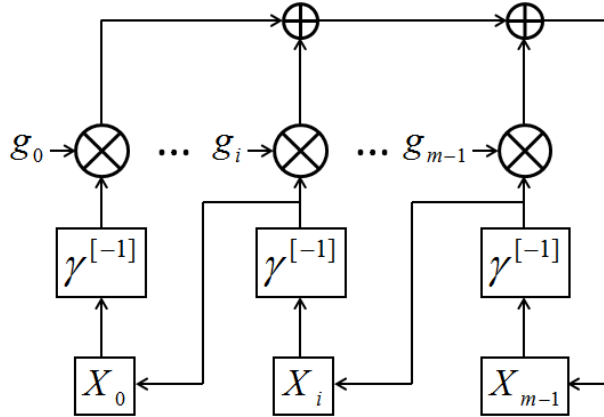 g₀ ... gᵢ ... gₘ₋₁
γ^[-1] γ^[-1] γ^[-1]
X₀ Xᵢ Xₘ₋₁